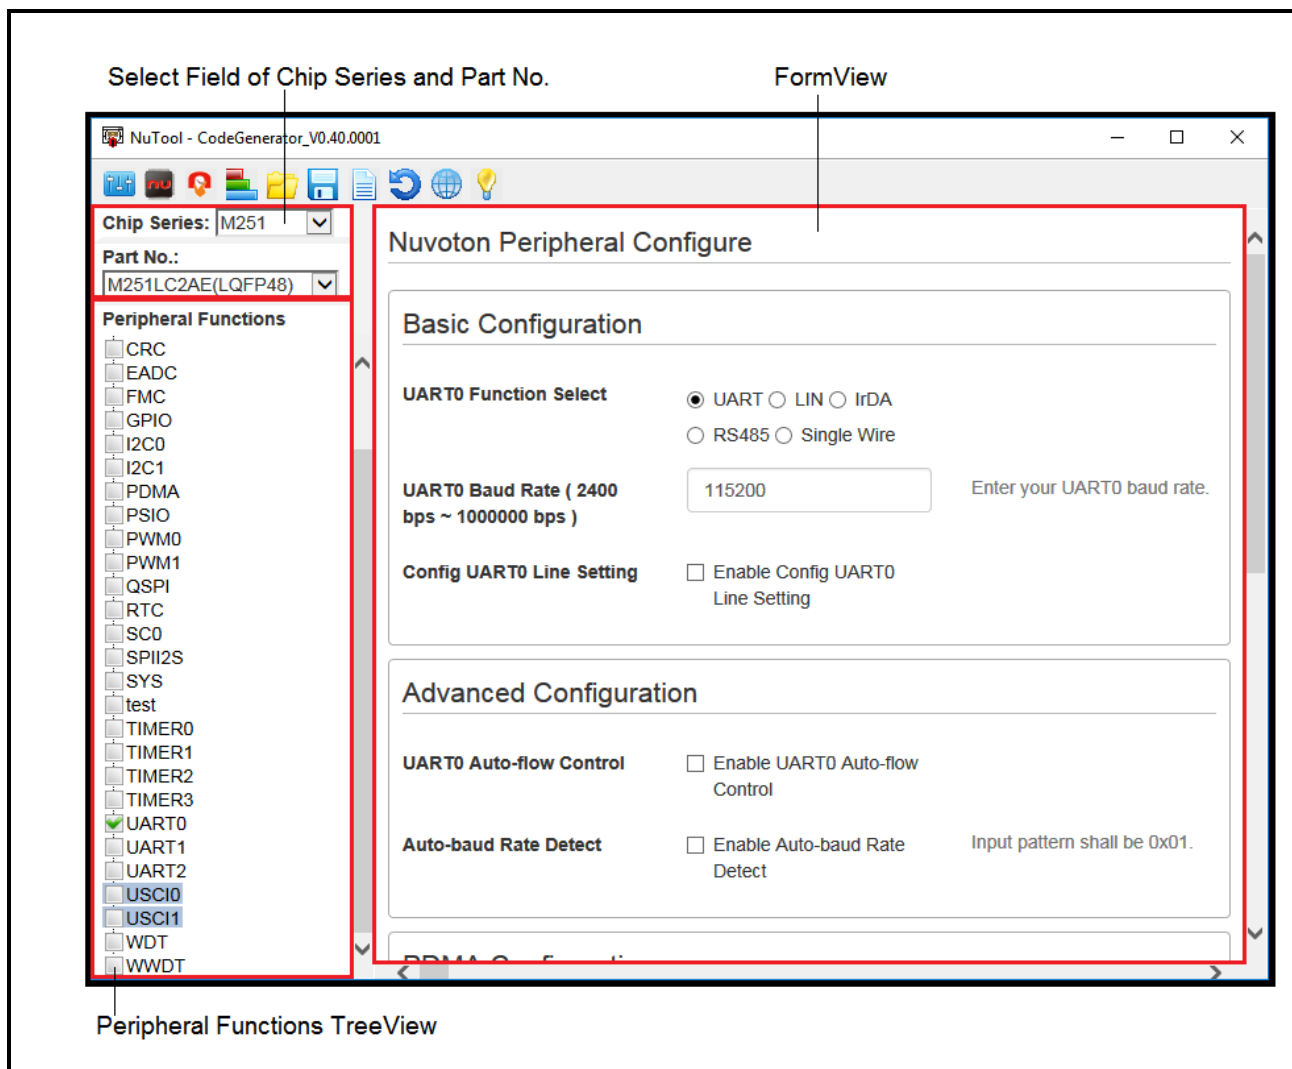 Select Field of Chip Series and Part No.
FormView
NuTool - CodeGenerator_V0.40.0001
nu
Chip Series: M251
Part No.:
M251LC2AE(LQFP48)
Peripheral Functions
CRC
EADC
FMC
GPIO
I2C0
I2C1
PDMA
PSIO
PWM0
PWM1
QSPI
RTC
SC0
SPII2S
SYS
test
TIMER0
TIMER1
TIMER2
TIMER3
UART0
UART1
UART2
USCI0
USCI1
WDT
WWDT
Nuvoton Peripheral Configure
Basic Configuration
UART0 Function Select
UART LIN IrDA
RS485 Single Wire
UART0 Baud Rate ( 2400
bps ~ 1000000 bps )
115200
Enter your UART0 baud rate.
Config UART0 Line Setting
Enable Config UART0
Line Setting
Advanced Configuration
UART0 Auto-flow Control
Enable UART0 Auto-flow
Control
Auto-baud Rate Detect
Enable Auto-baud Rate
Detect
Input pattern shall be 0x01.
PDMA Configuration
Peripheral Functions TreeView